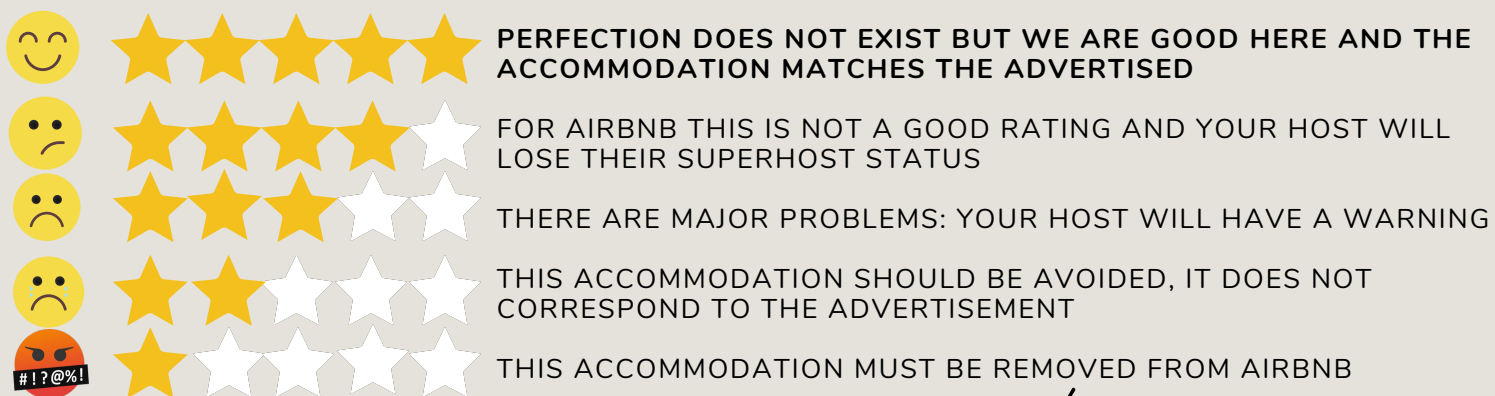 PERFECTION DOES NOT EXIST BUT WE ARE GOOD HERE AND THE
ACCOMMODATION MATCHES THE ADVERTISED
FOR AIRBNB THIS IS NOT A GOOD RATING AND YOUR HOST WILL
LOSE THEIR SUPERHOST STATUS
THERE ARE MAJOR PROBLEMS: YOUR HOST WILL HAVE A WARNING
THIS ACCOMMODATION SHOULD BE AVOIDED, IT DOES NOT
CORRESPOND TO THE ADVERTISEMENT
#!?@%!
THIS ACCOMMODATION MUST BE REMOVED FROM AIRBNB